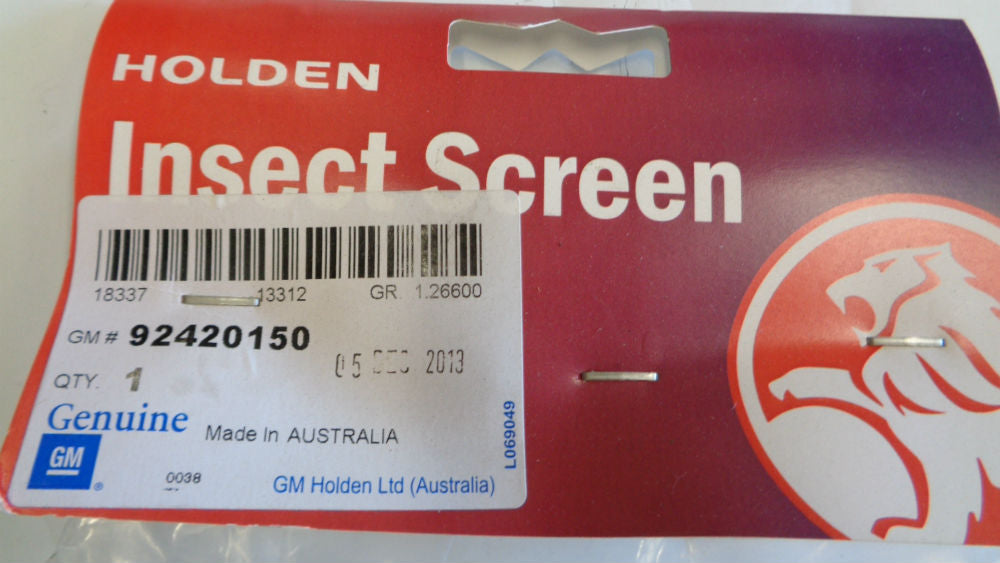 HOLDEN
Insect Screen
18337 13312 GR. 1.26600
GM # 92420150
05 DEC 2013
QTY. 1
Genuine
GM
®
Made In AUSTRALIA
0038
GM Holden Ltd (Australia)
L069049